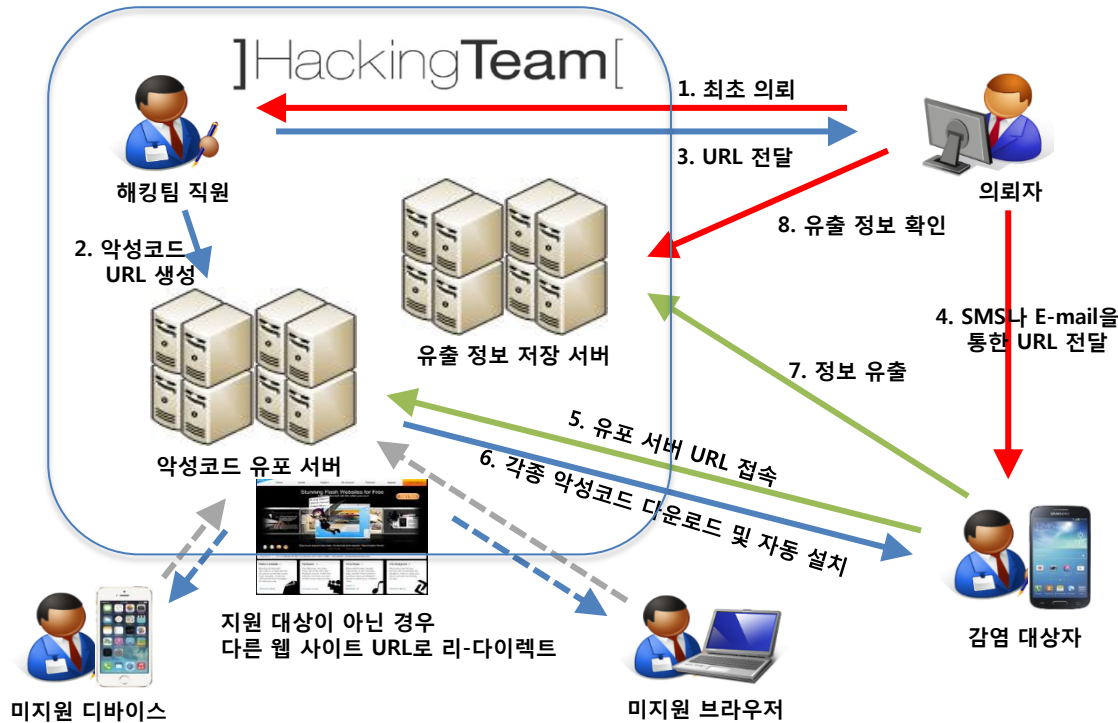 ]HackingTeam[
1. 최초 의뢰
3. URL 전달
해킹팀 직원
의뢰자
8. 유출 정보 확인
2. 악성코드
URL 생성
4. SMS나 E-mail을
통한 URL 전달
유출 정보 저장 서버
7. 정보 유출
5. 유포 서버 URL 접속
6. 각종 악성코드 다운로드 및 자동 설치
악성코드 유포 서버
Stunning Flash Websites for Free
SAMSUNG
지원 대상이 아닌 경우
다른 웹 사이트 URL로 리-다이렉트
감염 대상자
미지원 디바이스
미지원 브라우저